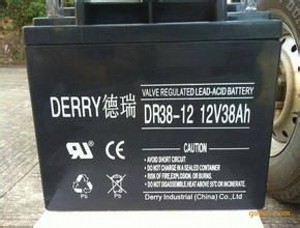 VALVE REGULATED LEAD-ACID BATTERY
DERRY德瑞
DR38-12 12V38Ah
CAUTION
• AVOID SHORT CIRCUIT
• DO NOT CHARGE IN A SEALED CONTAINER
RISK OF FIRE, EXPLOSION, OR BURNS.
• DO NOT DISASSEMBLE, HEAT ABOVE 50°C OR INCINERATE
Pb
Pb
Derry Industrial (China) Co., Ltd